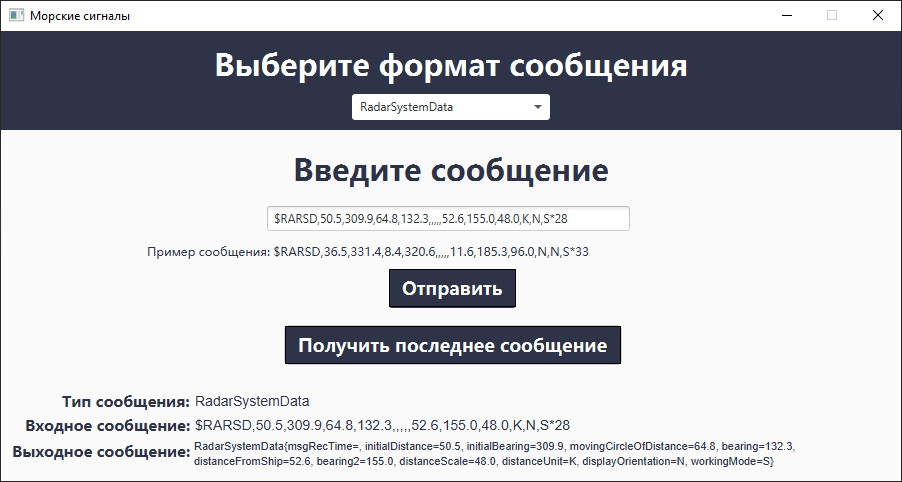 Морские сигналы
Выберите формат сообщения
RadarSystemData
Введите сообщение
$RARSD,50.5,309.9,64.8,132.3,,,,,52.6,155.0,48.0,K,N,S*28
Пример сообщения: $RARSD,36.5,331.4,8.4,320.6,,,,,11.6,185.3,96.0,N,N,S*33
Отправить
Получить последнее сообщение
Тип сообщения: RadarSystemData
Входное сообщение: $RARSD,50.5,309.9,64.8,132.3,,,,,52.6,155.0,48.0,K,N,S*28
Выходное сообщение: RadarSystemData{msgRecTime=, initialDistance=50.5, initialBearing=309.9, movingCircleOfDistance=64.8, bearing=132.3,
distanceFromShip=52.6, bearing2=155.0, distanceScale=48.0, distanceUnit=K, displayOrientation=N, workingMode=S}